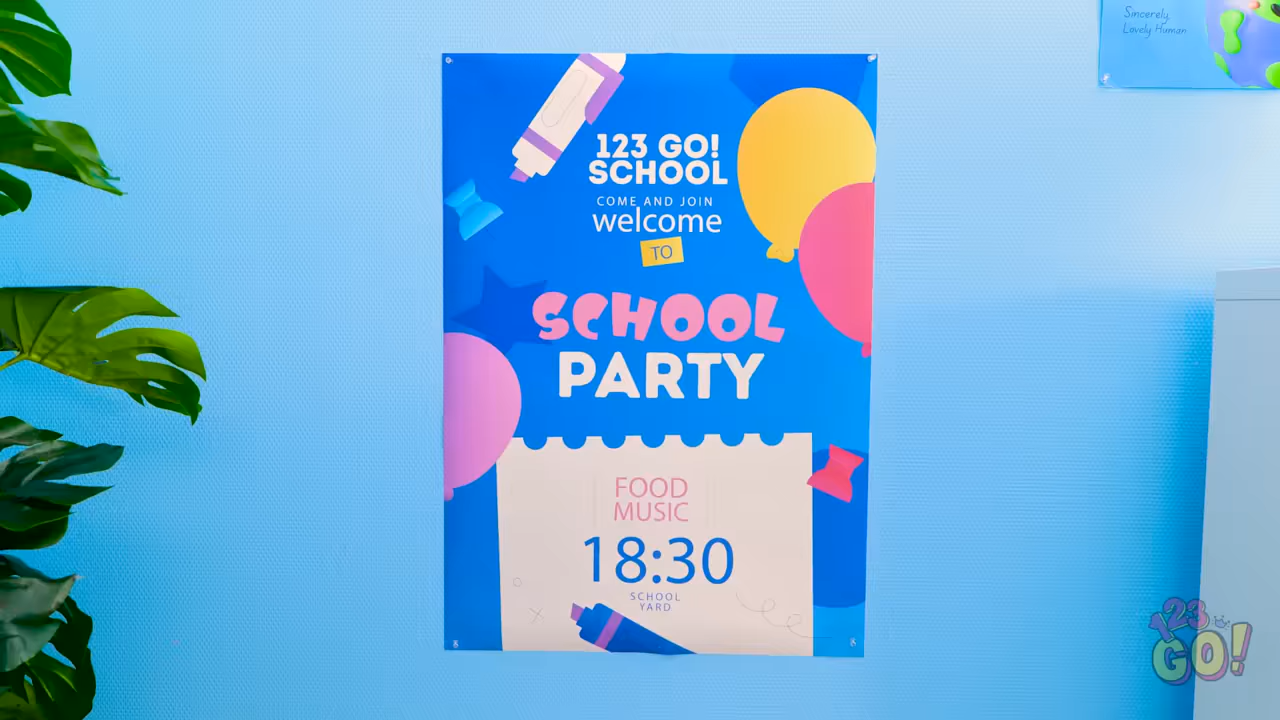 Sincerely,
Lovely Human
123 GO!
SCHOOL
COME AND JOIN
welcome
TO
SCHOOL
PARTY
FOOD
MUSIC
18:30
SCHOOL
YARD
123
GO!